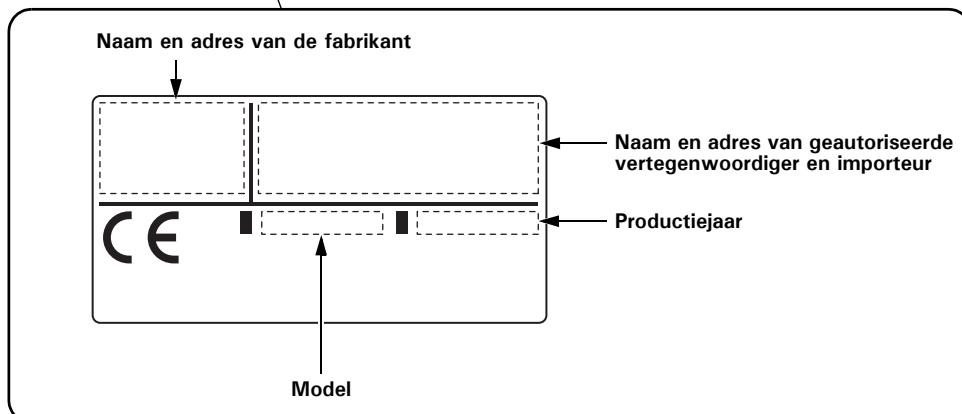 Naam en adres van de fabrikant
Naam en adres van geautoriseerde
vertegenwoordiger en importeur
CE
Productiejaar
Model